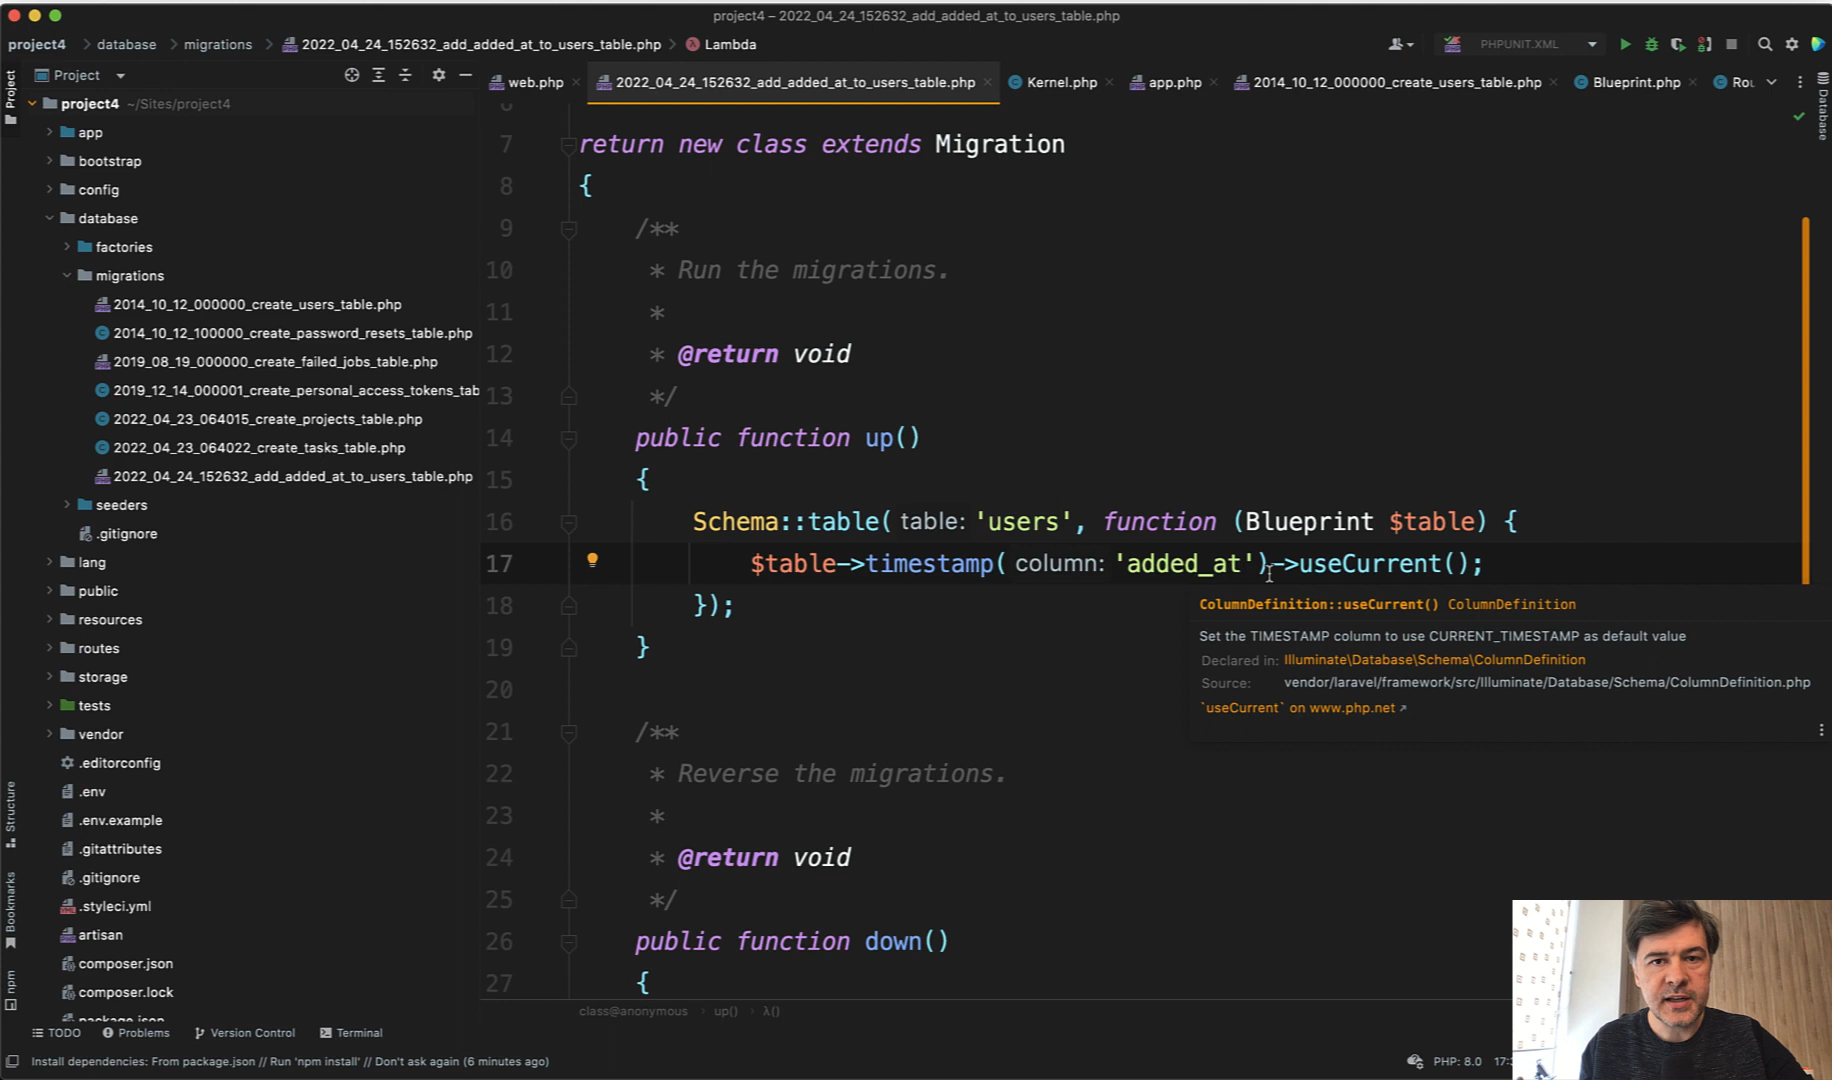 project4 – 2022_04_24_152632_add_added_at_to_users_table.php
project4 > database > migrations > 2022_04_24_152632_add_added_at_to_users_table.php > Lambda
PHPUNIT.XML
Project
web.php
2022_04_24_152632_add_added_at_to_users_table.php
Kernel.php
app.php
2014_10_12_000000_create_users_table.php
Blueprint.php
Rou
Project
Database
project4 ~/Sites/project4
app
bootstrap
config
database
factories
migrations
2014_10_12_000000_create_users_table.php
2014_10_12_100000_create_password_resets_table.php
2019_08_19_000000_create_failed_jobs_table.php
2019_12_14_000001_create_personal_access_tokens_tab
2022_04_23_064015_create_projects_table.php
2022_04_23_064022_create_tasks_table.php
2022_04_24_152632_add_added_at_to_users_table.php
seeders
.gitignore
lang
public
resources
routes
storage
tests
vendor
.editorconfig
.env
.env.example
.gitattributes
.gitignore
.styleci.yml
artisan
composer.json
composer.lock
package.json
Structure
Bookmarks
npm
6
7 return new class extends Migration
8 {
9 /**
10 * Run the migrations.
11 *
12 * @return void
13 */
14 public function up()
15 {
16 Schema::table( table: 'users', function (Blueprint $table) {
17 $table->timestamp( column: 'added_at')->useCurrent();
18 });
19 }
20
21 /**
22 * Reverse the migrations.
23 *
24 * @return void
25 */
26 public function down()
27 {
ColumnDefinition::useCurrent() ColumnDefinition
Set the TIMESTAMP column to use CURRENT_TIMESTAMP as default value
Declared in: Illuminate\Database\Schema\ColumnDefinition
Source: vendor/laravel/framework/src/Illuminate/Database/Schema/ColumnDefinition.php
`useCurrent` on www.php.net ↗
class@anonymous > up() > λ()
TODO
Problems
Version Control
Terminal
Install dependencies: From package.json // Run 'npm install' // Don't ask again (6 minutes ago)
PHP: 8.0
17: